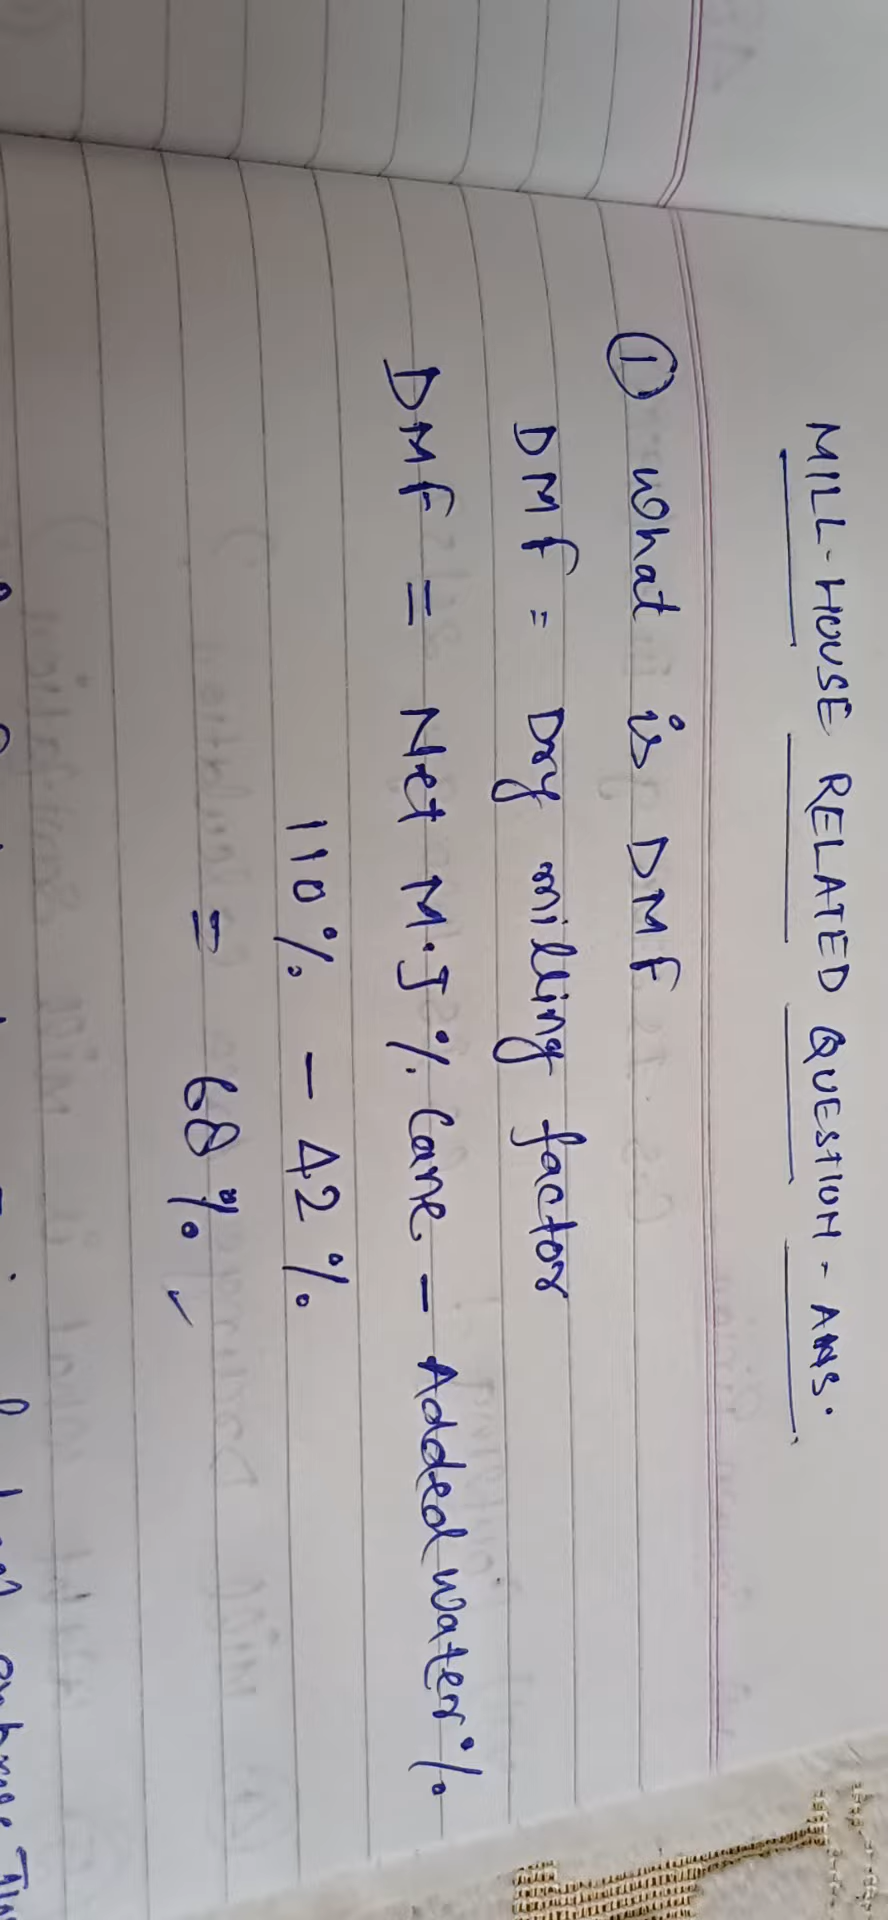 MILL-HOUSE RELATED QUESTION - ANS.
① What is DMF
DMF = Dry milling factor
DMF = Net M.J % Cane - Added water %
110% - 42%
= 68% ✓